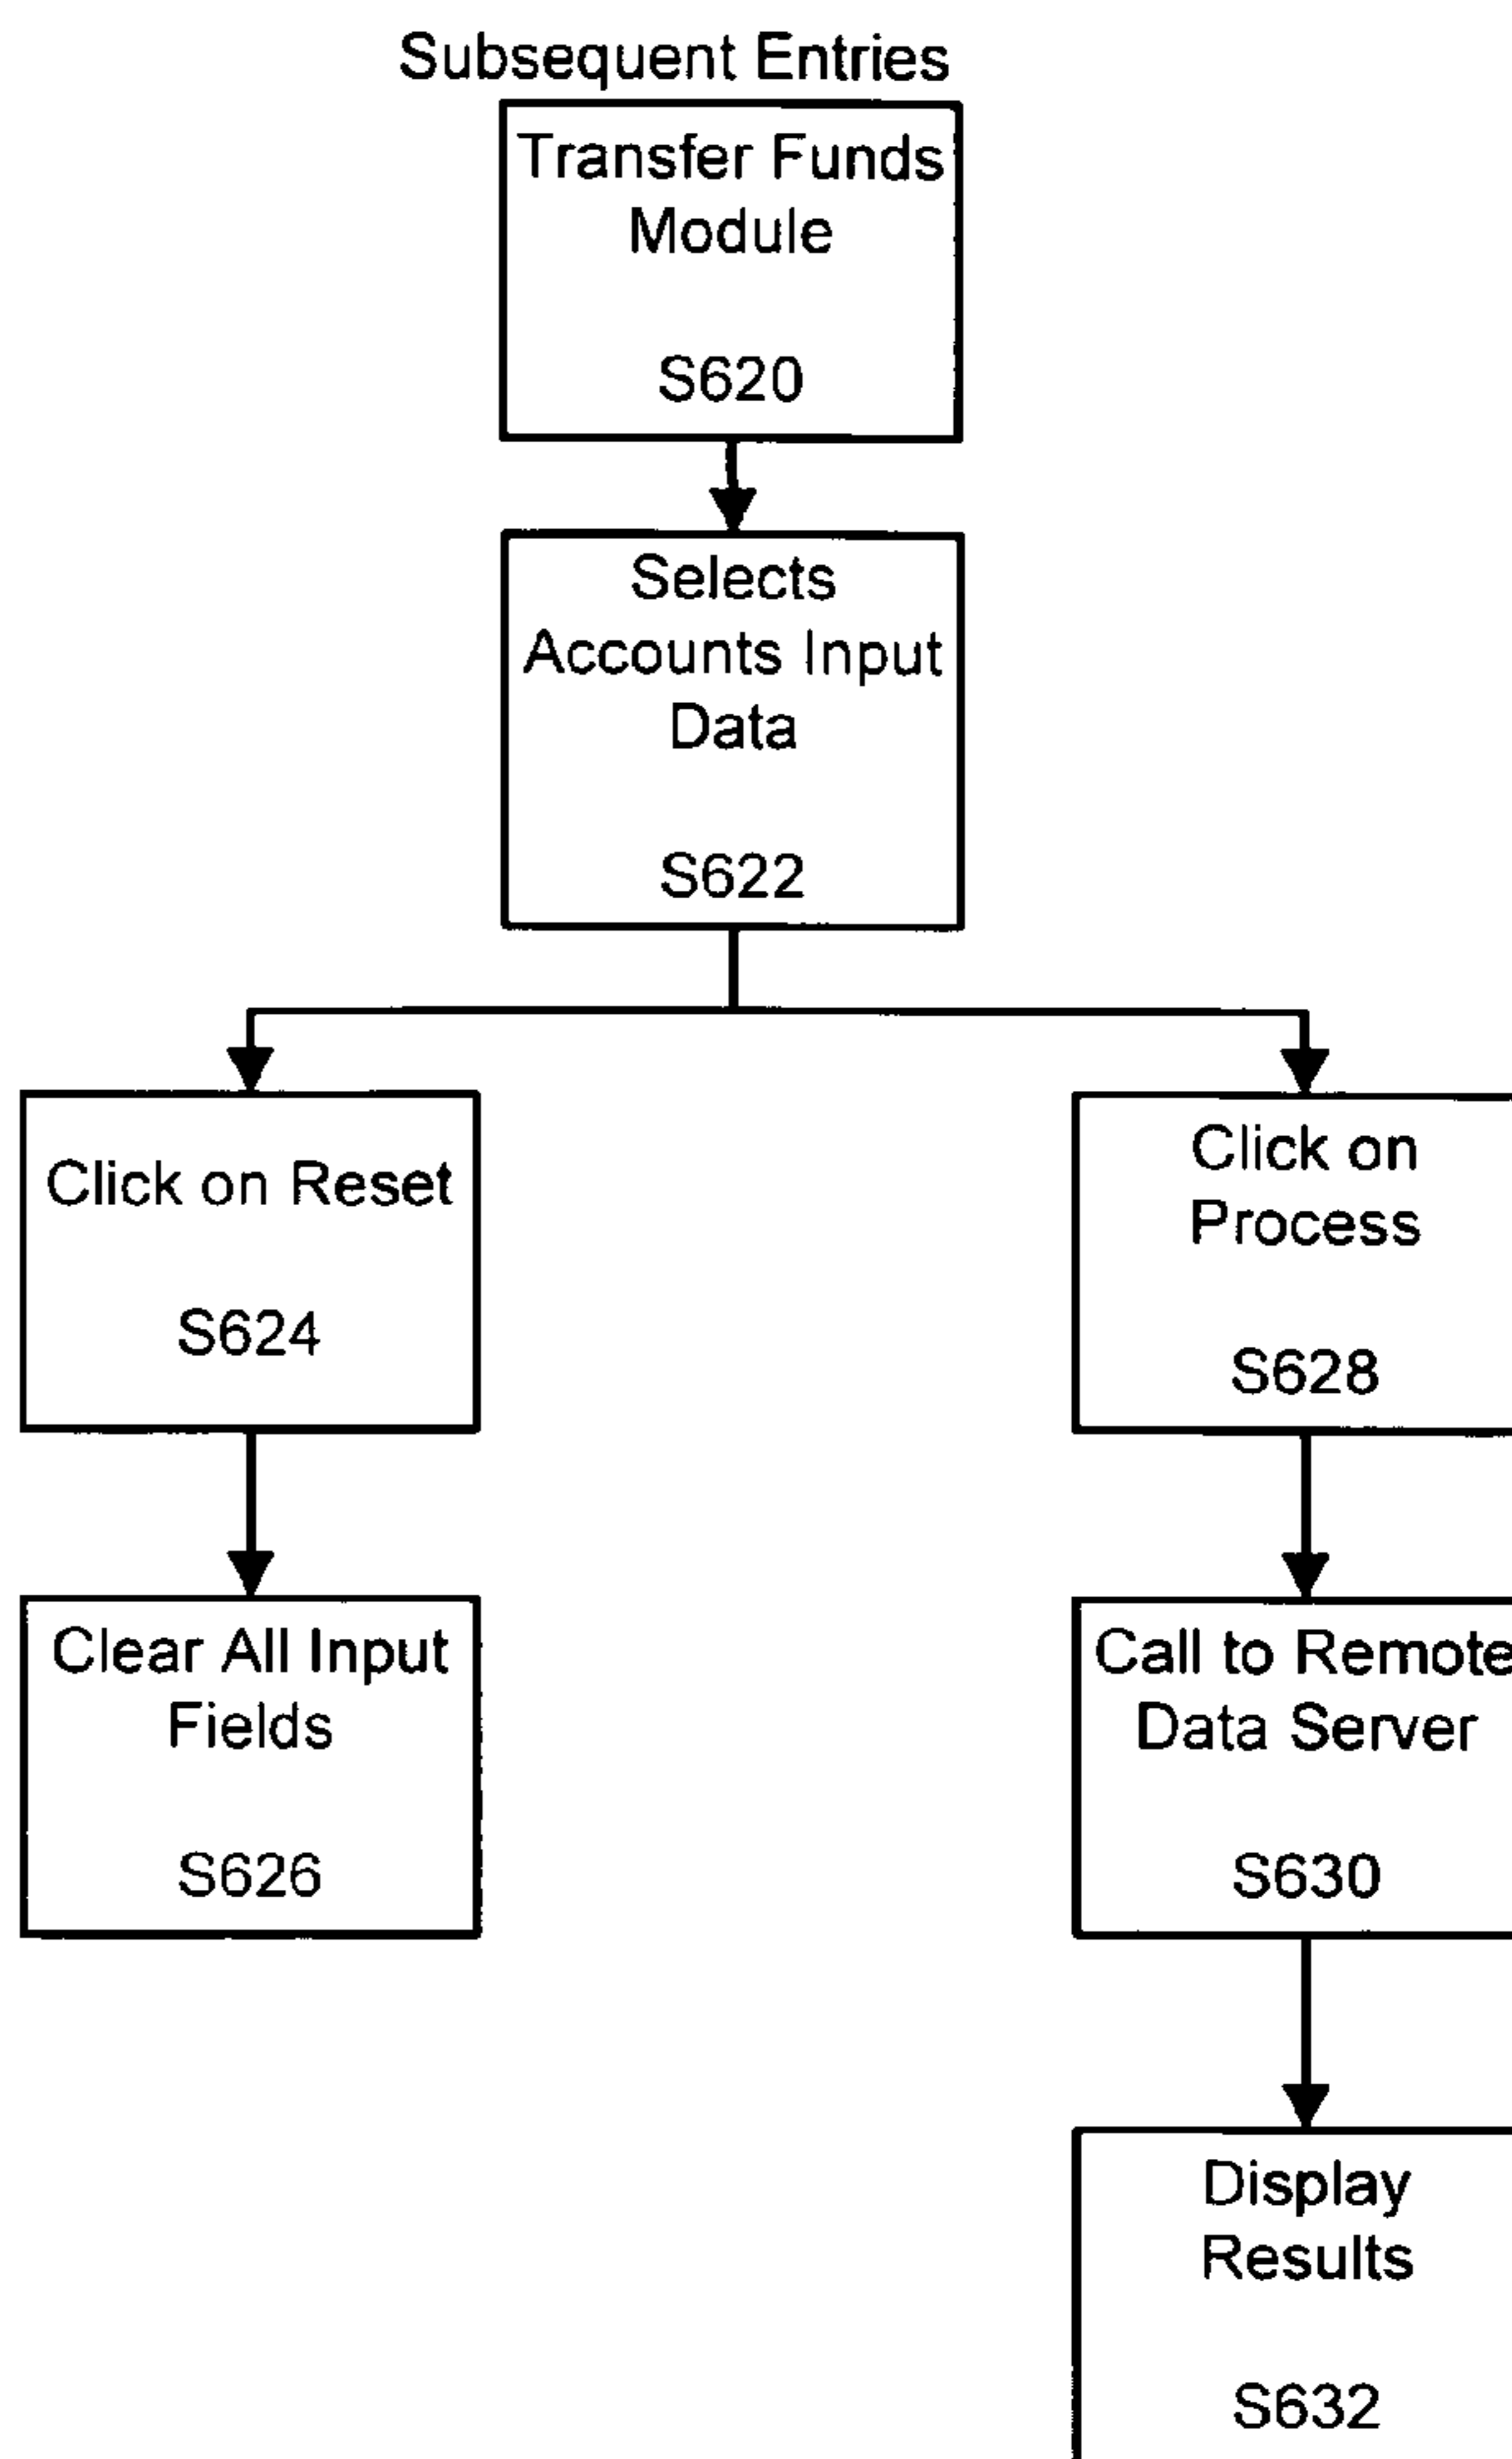 Subsequent Entries
Transfer Funds
Module
S620
Selects
Accounts Input
Data
S622
Click on Reset
S624
Click on
Process
S628
Clear All Input
Fields
S626
Call to Remote
Data Server
S630
Display
Results
S632